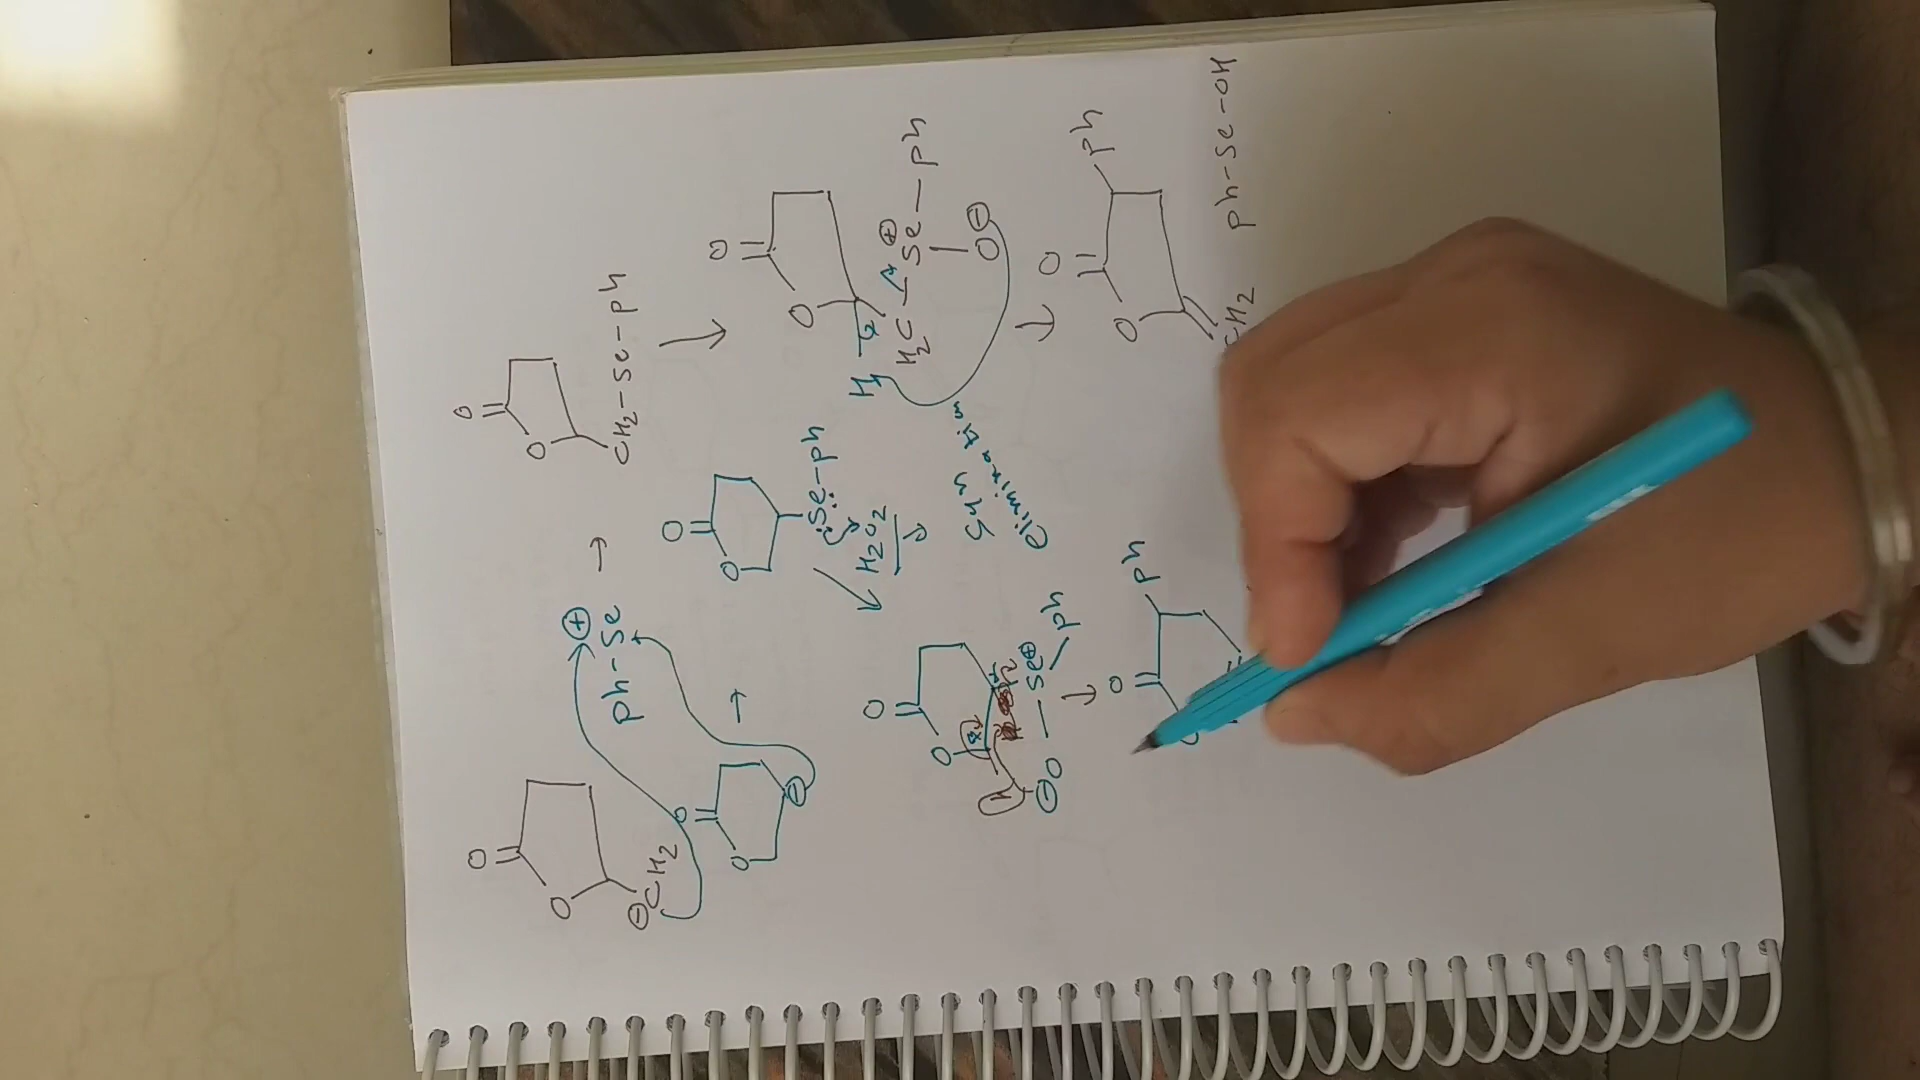 O
O
⊖CH2
Ph-Se
⊕
O
O
CH2-Se-Ph
O
O
O
O
Se-Ph
H2O2
O
O
H
H2C
Se-Ph
⊕
O⊖
Syn
elimination
O
O
Se⊕
Ph
⊖O
H
O
O
Ph
CH2
Ph-Se-OH
O
Ph